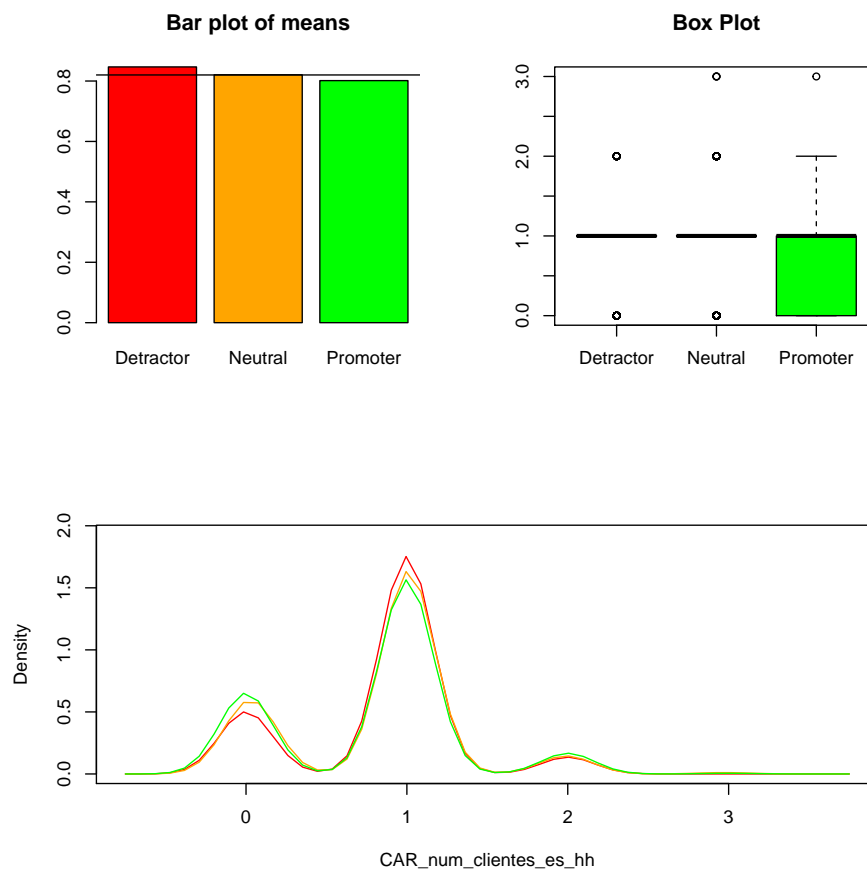 Bar plot of means
0.0 0.2 0.4 0.6 0.8
Detractor Neutral Promoter
Box Plot
0.0 1.0 2.0 3.0
Detractor Neutral Promoter
Density
0.0 0.5 1.0 1.5 2.0
0 1 2 3
CAR_num_clientes_es_hh